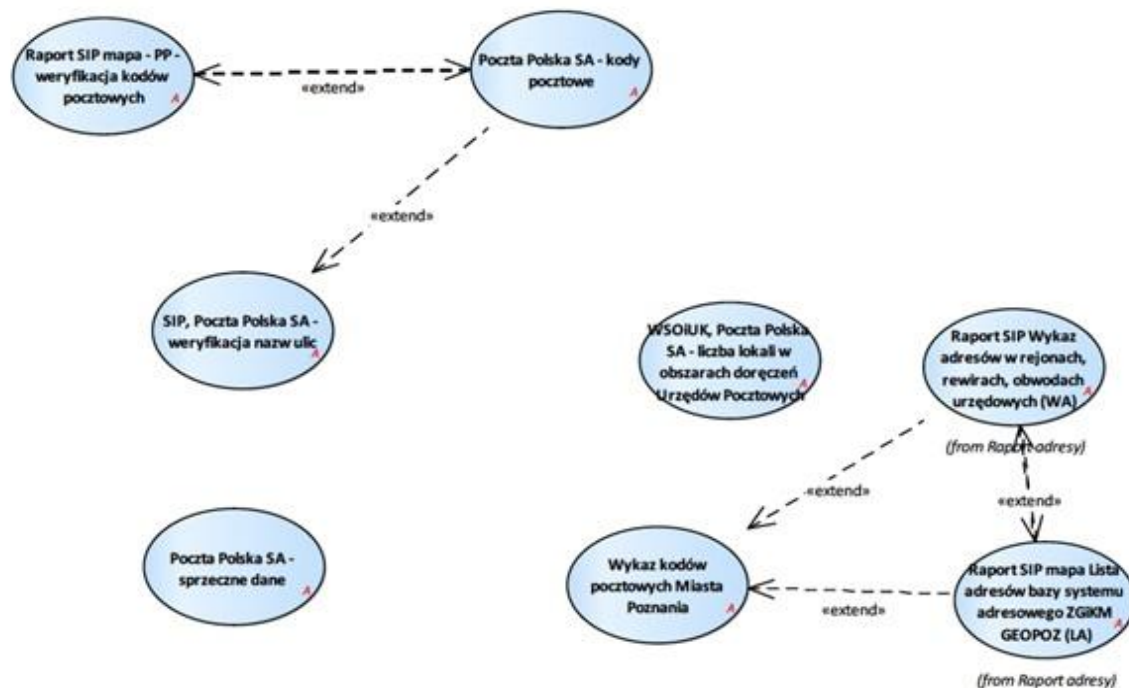 Raport SIP mapa - PP -
weryfikacja kodów
pocztowych
A
«extend»
Poczta Polska SA - kody
pocztowe
A
«extend»
SIP, Poczta Polska SA -
weryfikacja nazw ulic
A
WSOiUK, Poczta Polska
SA - liczba lokali w
obszarach doręczeń
Urzędów Pocztowych
A
Raport SIP Wykaz
adresów w rejonach,
rewirach, obwodach
urzędowych (WA)
A
(from Raport adresy)
«extend»
«extend»
Poczta Polska SA -
sprzeczne dane
A
Wykaz kodów
pocztowych Miasta
Poznania
A
«extend»
Raport SIP mapa Lista
adresów bazy systemu
adresowego ZGiKM
GEOPOZ (LA)
A
(from Raport adresy)